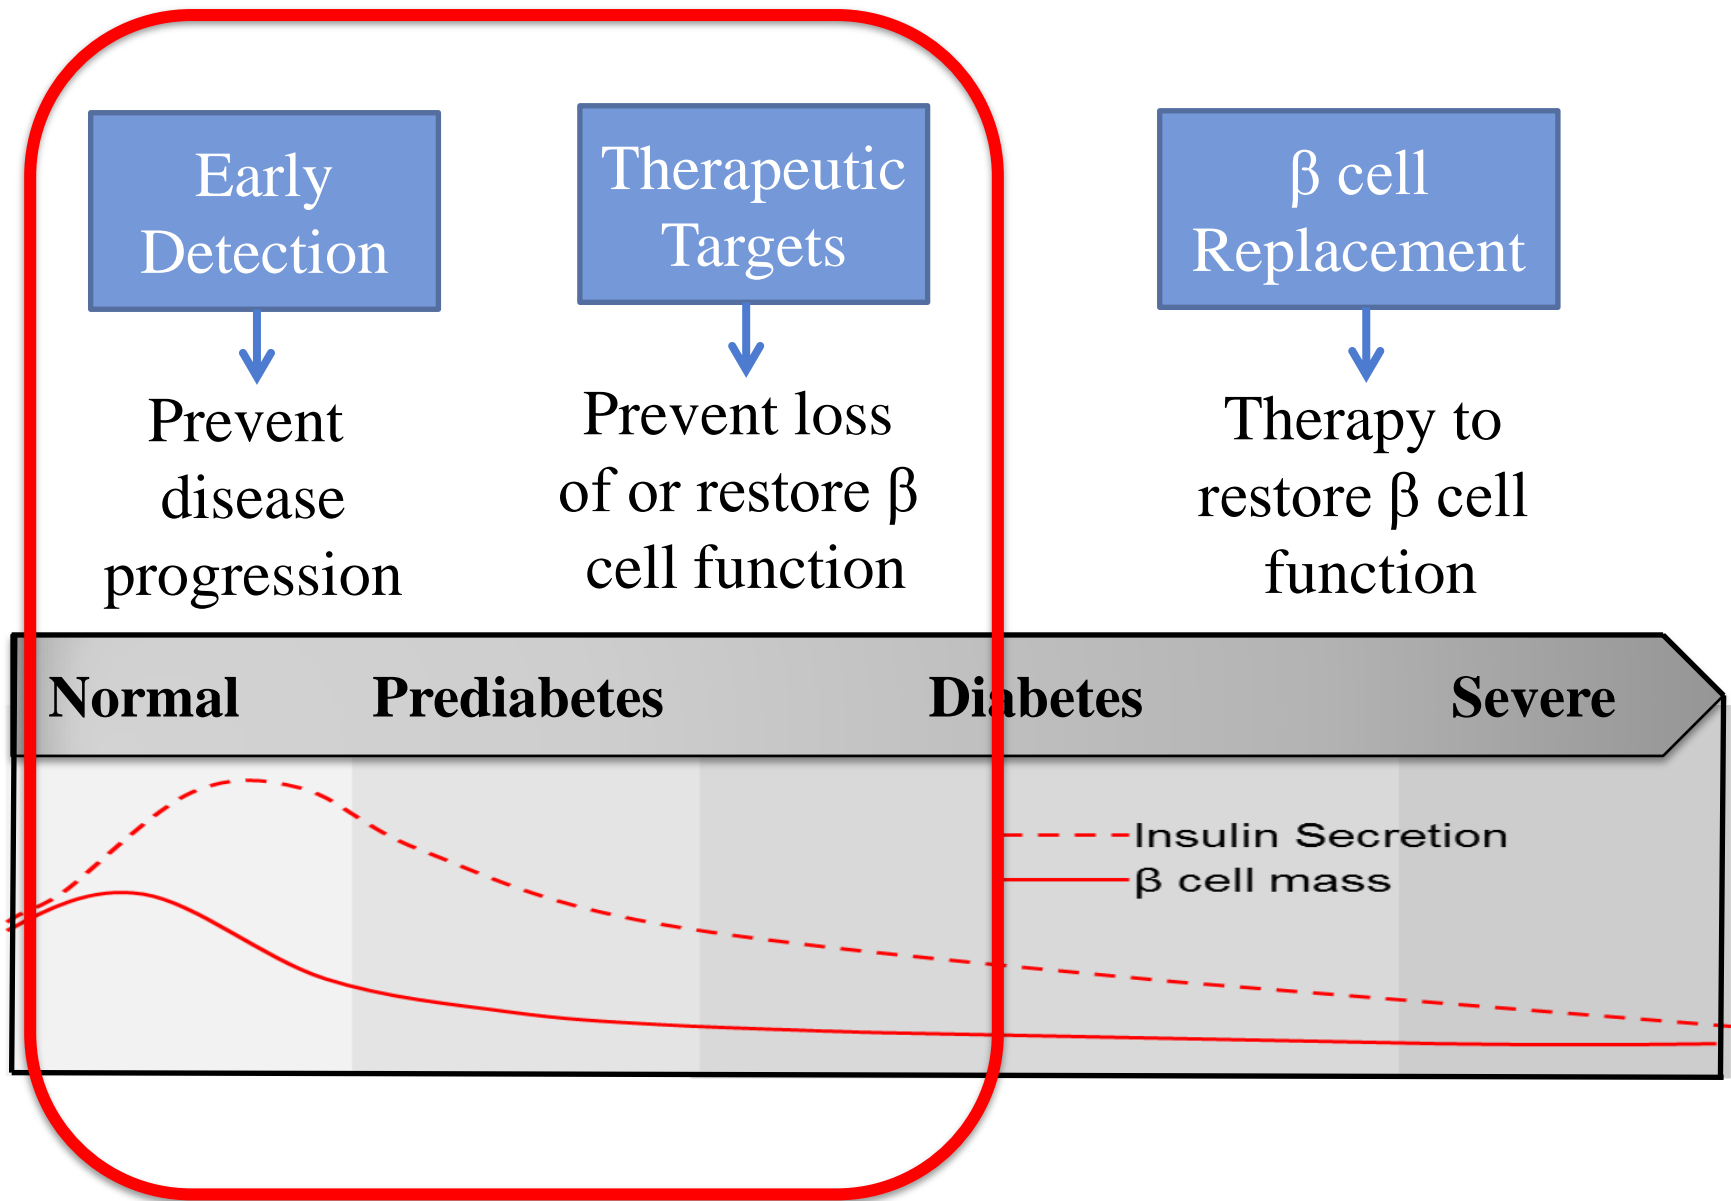 Early
Detection
Therapeutic
Targets
β cell
Replacement
Prevent
disease
progression
Prevent loss
of or restore β
cell function
Therapy to
restore β cell
function
Normal
Prediabetes
Diabetes
Severe
Insulin Secretion
β cell mass